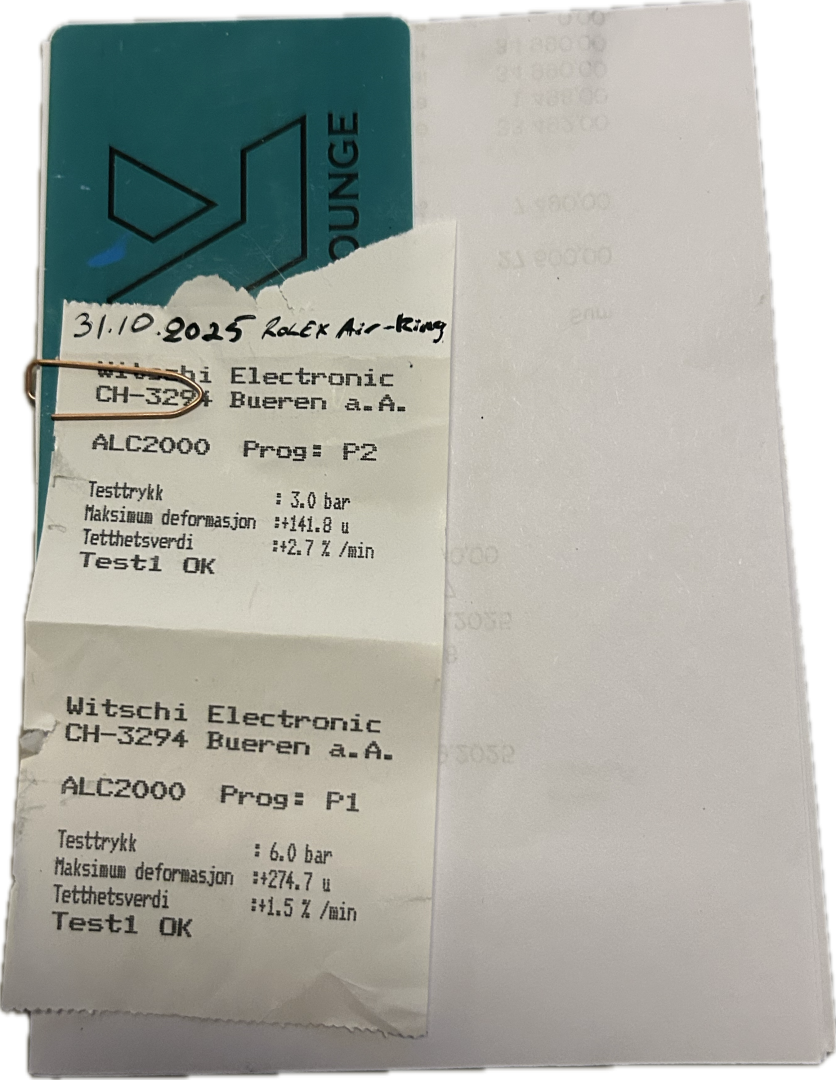 OUNGE
31.10.2025 RoLEX Air-King
Witschi Electronic
CH-3294 Bueren a.A.
ALC2000 Prog: P2
Testtrykk : 3.0 bar
Maksimum deformasjon :+141.8 u
Tetthetsverdi :+2.7 % /min
Test1 OK
Witschi Electronic
CH-3294 Bueren a.A.
ALC2000 Prog: P1
Testtrykk : 6.0 bar
Maksimum deformasjon :+274.7 u
Tetthetsverdi :+1.5 % /min
Test1 OK